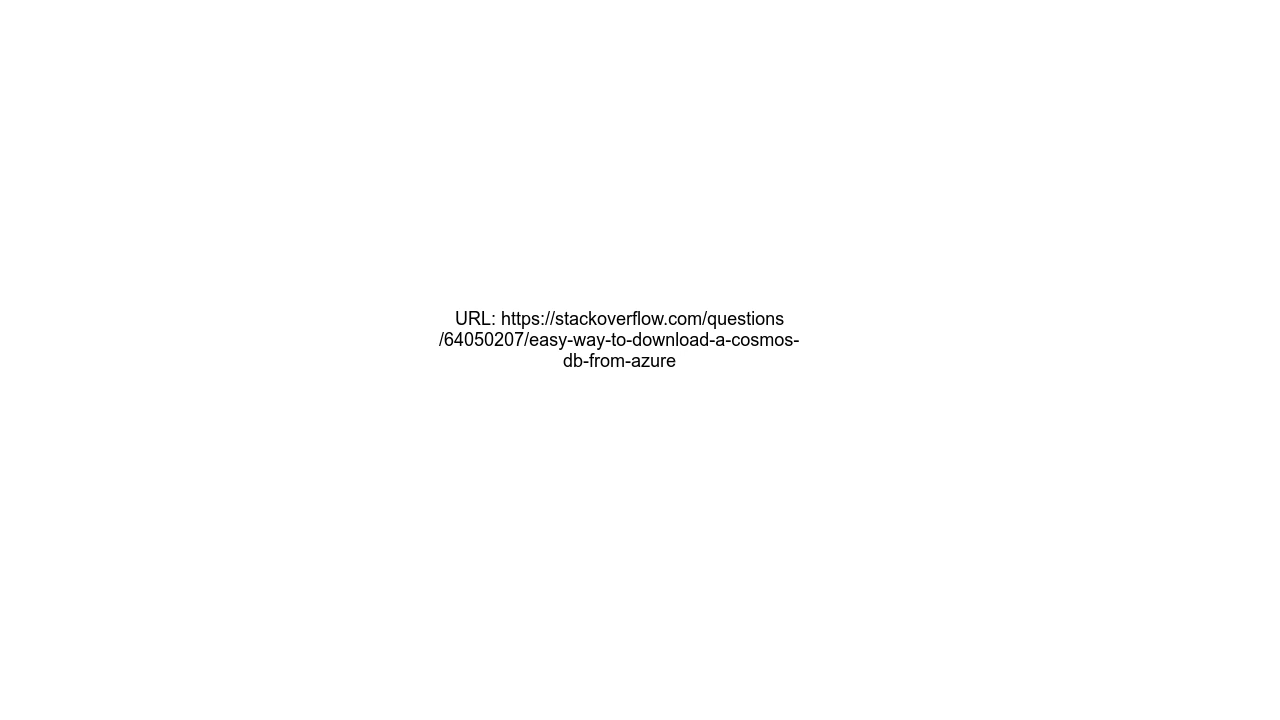 URL: https://stackoverflow.com/questions
/64050207/easy-way-to-download-a-cosmos-
db-from-azure